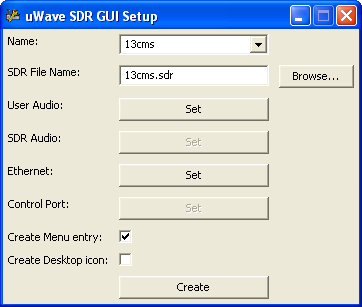 uWave SDR GUI Setup
Name: 13cms
SDR File Name: 13cms.sdr Browse...
User Audio: Set
SDR Audio: Set
Ethernet: Set
Control Port: Set
Create Menu entry:
Create Desktop icon:
Create